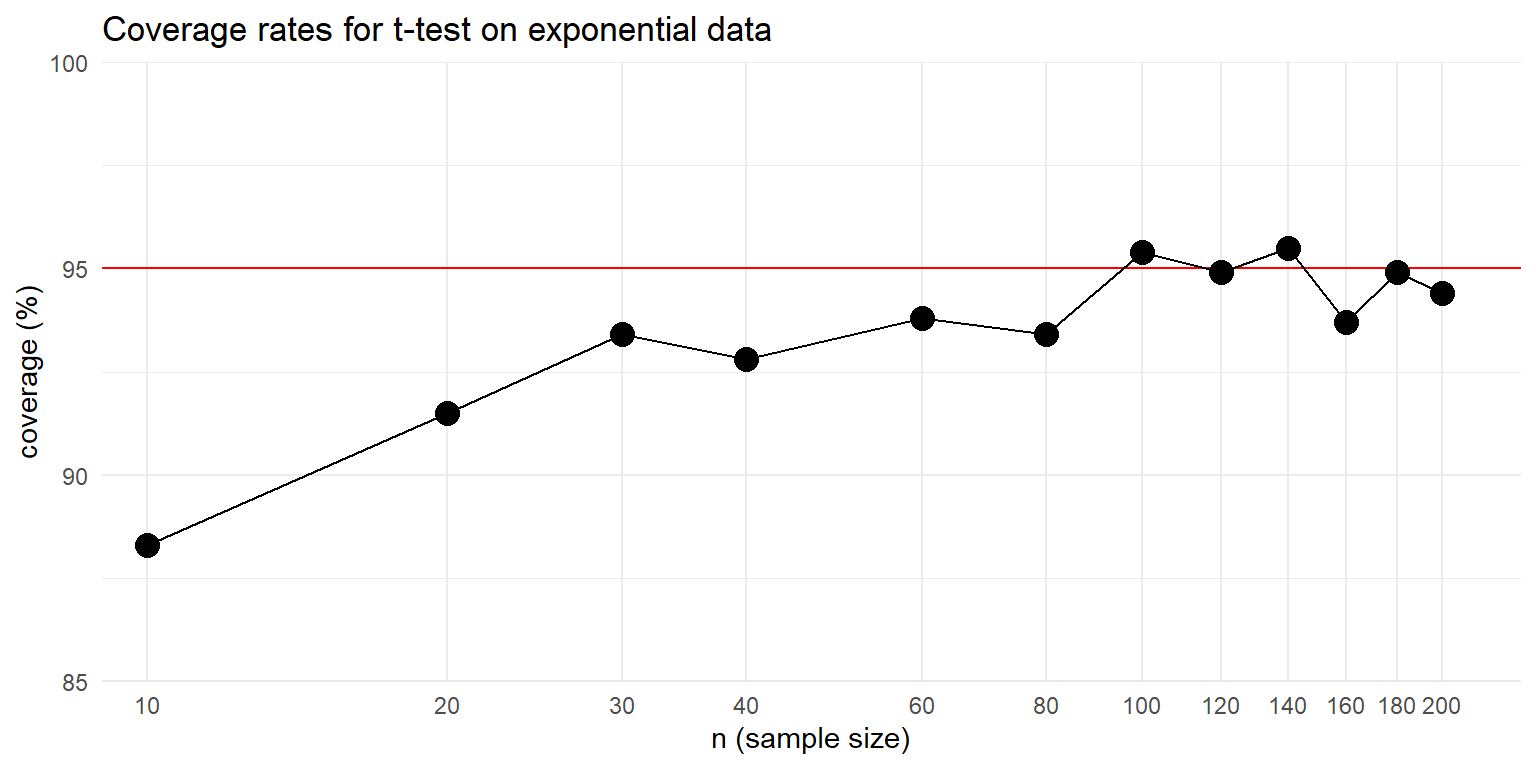 Coverage rates for t-test on exponential data
100
95
90
85
coverage (%)
10 20 30 40 60 80 100 120 140 160 180 200
n (sample size)